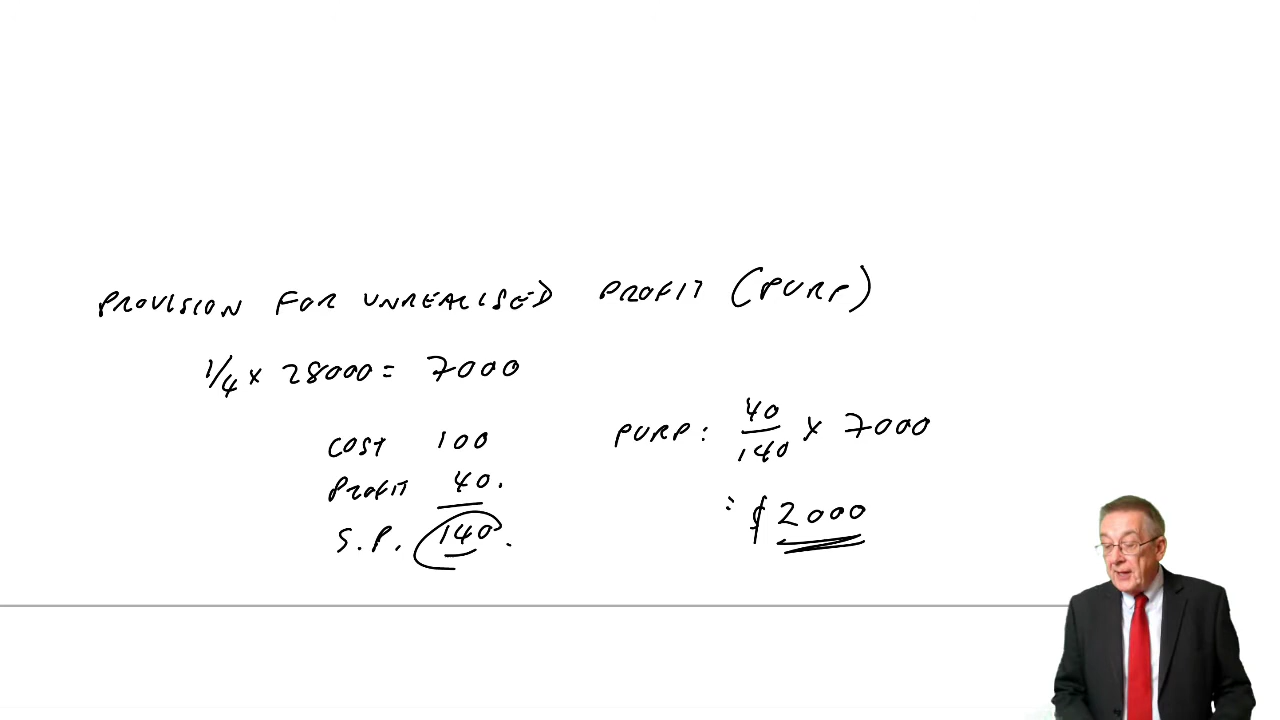 PROVISION FOR UNREALISED PROFIT (PURP)
1/4 × 28000 = 7000
COST 100
PROFIT 40.
S.P. 140.
PURP: 40/140 × 7000
: $2000